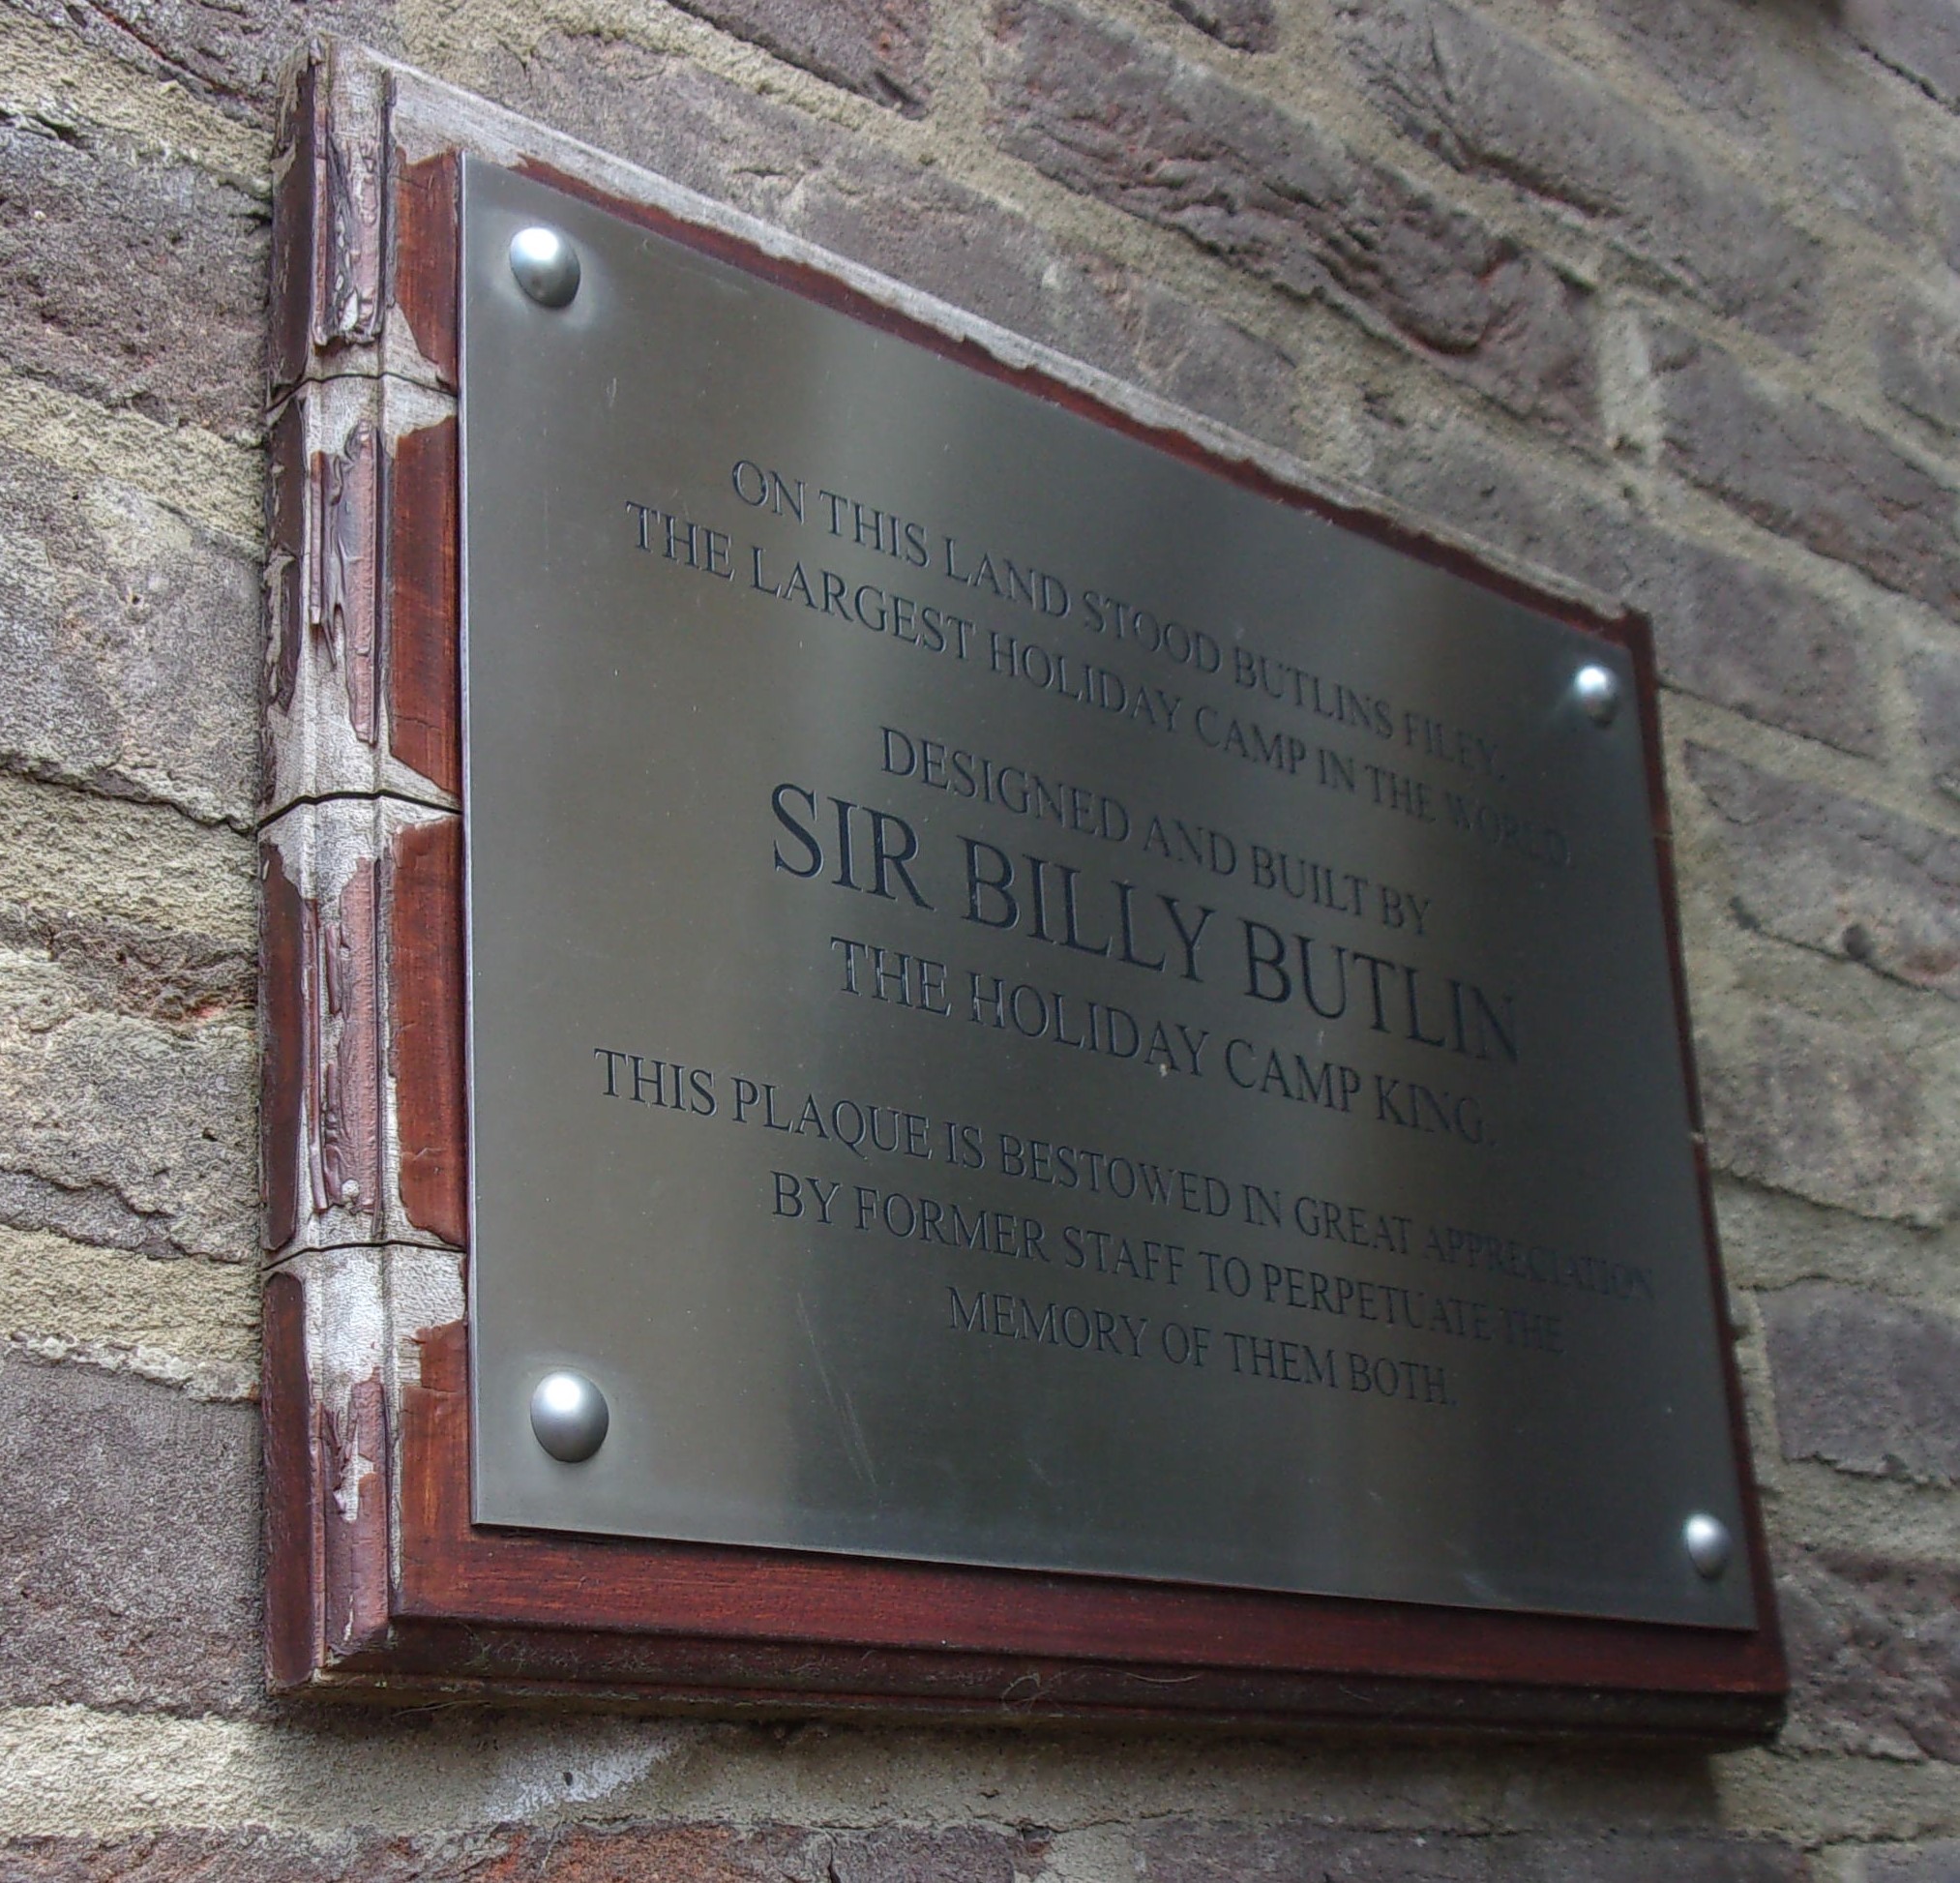 ON THIS LAND STOOD BUTLINS FILEY,
THE LARGEST HOLIDAY CAMP IN THE WORLD,
DESIGNED AND BUILT BY
SIR BILLY BUTLIN
THE HOLIDAY CAMP KING.
THIS PLAQUE IS BESTOWED IN GREAT APPRECIATION
BY FORMER STAFF TO PERPETUATE THE
MEMORY OF THEM BOTH.